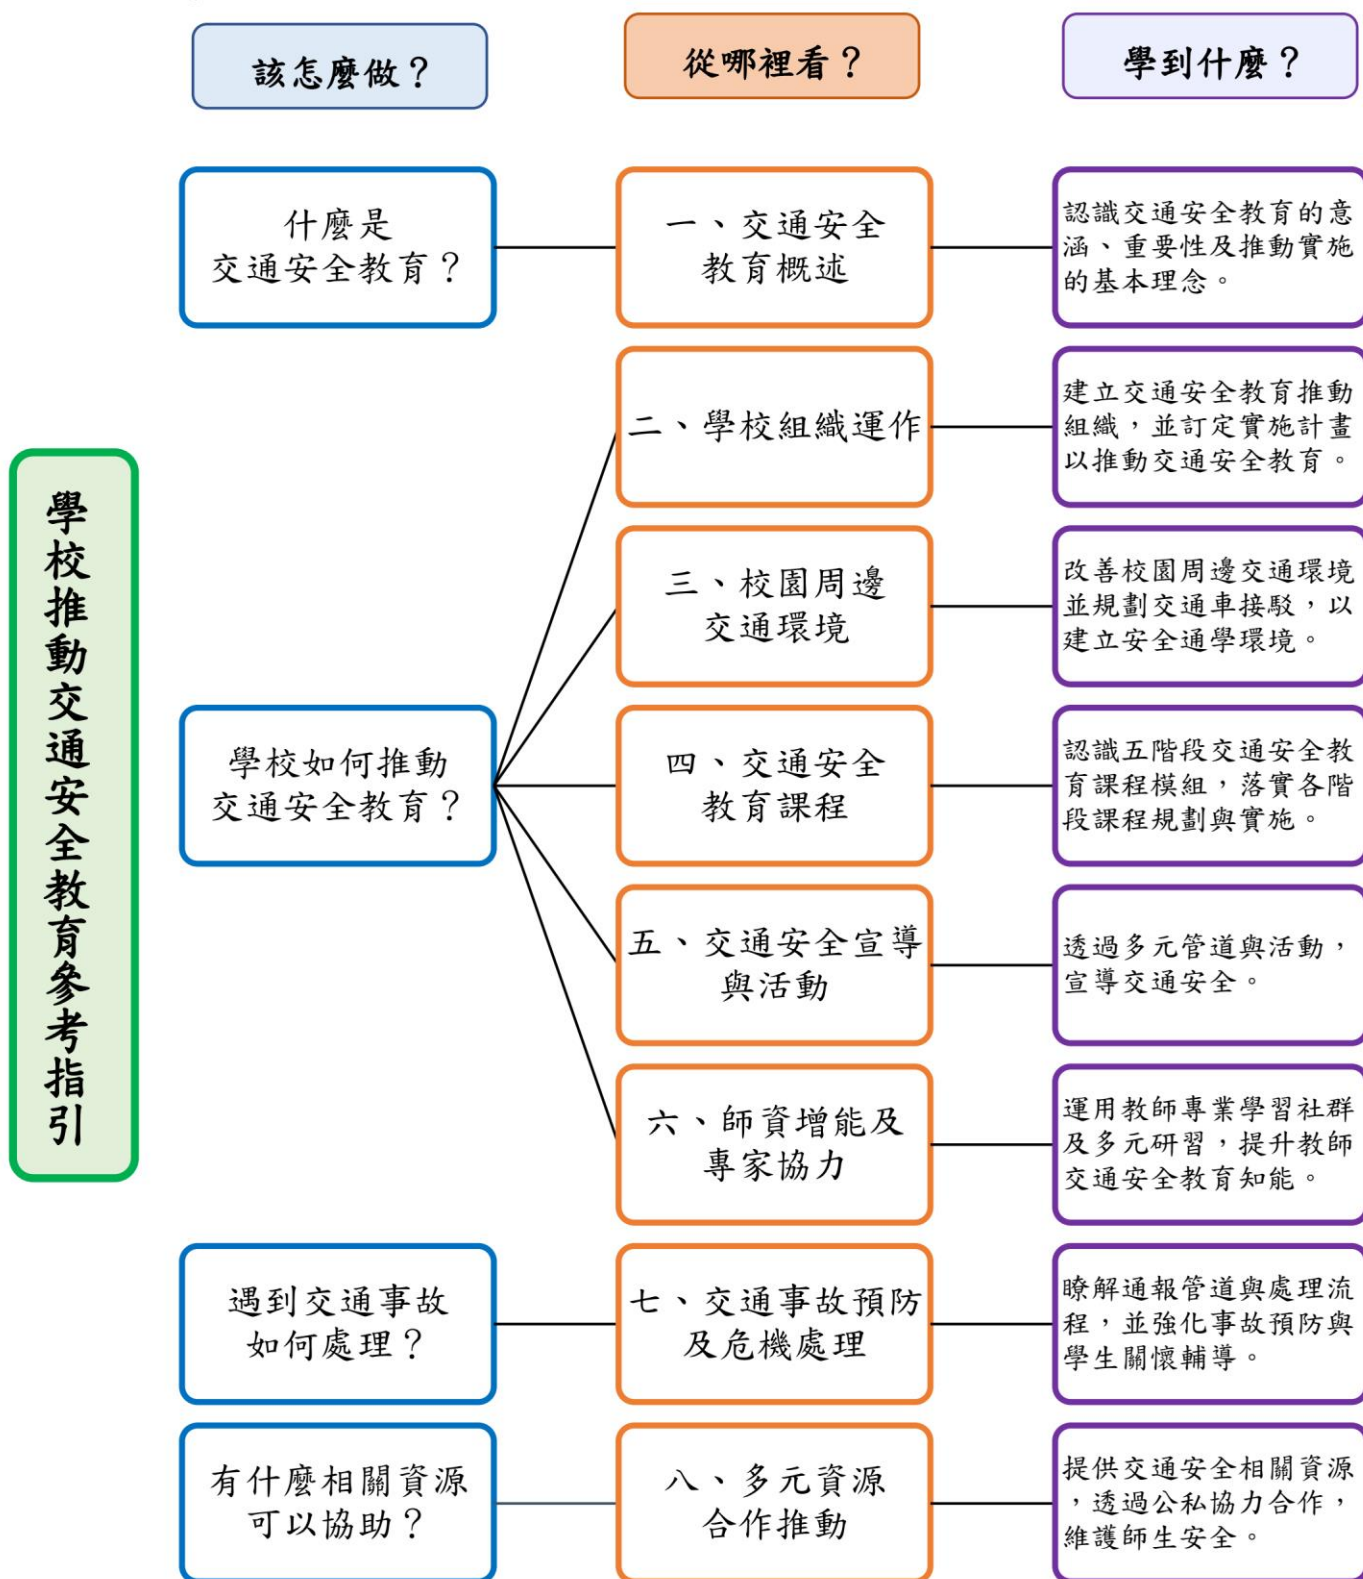 該怎麼做？
從哪裡看？
學到什麼？
學校推動交通安全教育參考指引
什麼是
交通安全教育？
一、交通安全
教育概述
認識交通安全教育的意
涵、重要性及推動實施
的基本理念。
學校如何推動
交通安全教育？
二、學校組織運作
建立交通安全教育推動
組織，並訂定實施計畫
以推動交通安全教育。
三、校園周邊
交通環境
改善校園周邊交通環境
並規劃交通車接駁，以
建立安全通學環境。
四、交通安全
教育課程
認識五階段交通安全教
育課程模組，落實各階
段課程規劃與實施。
五、交通安全宣導
與活動
透過多元管道與活動，
宣導交通安全。
六、師資增能及
專家協力
運用教師專業學習社群
及多元研習，提升教師
交通安全教育知能。
遇到交通事故
如何處理？
七、交通事故預防
及危機處理
瞭解通報管道與處理流
程，並強化事故預防與
學生關懷輔導。
有什麼相關資源
可以協助？
八、多元資源
合作推動
提供交通安全相關資源
，透過公私協力合作，
維護師生安全。